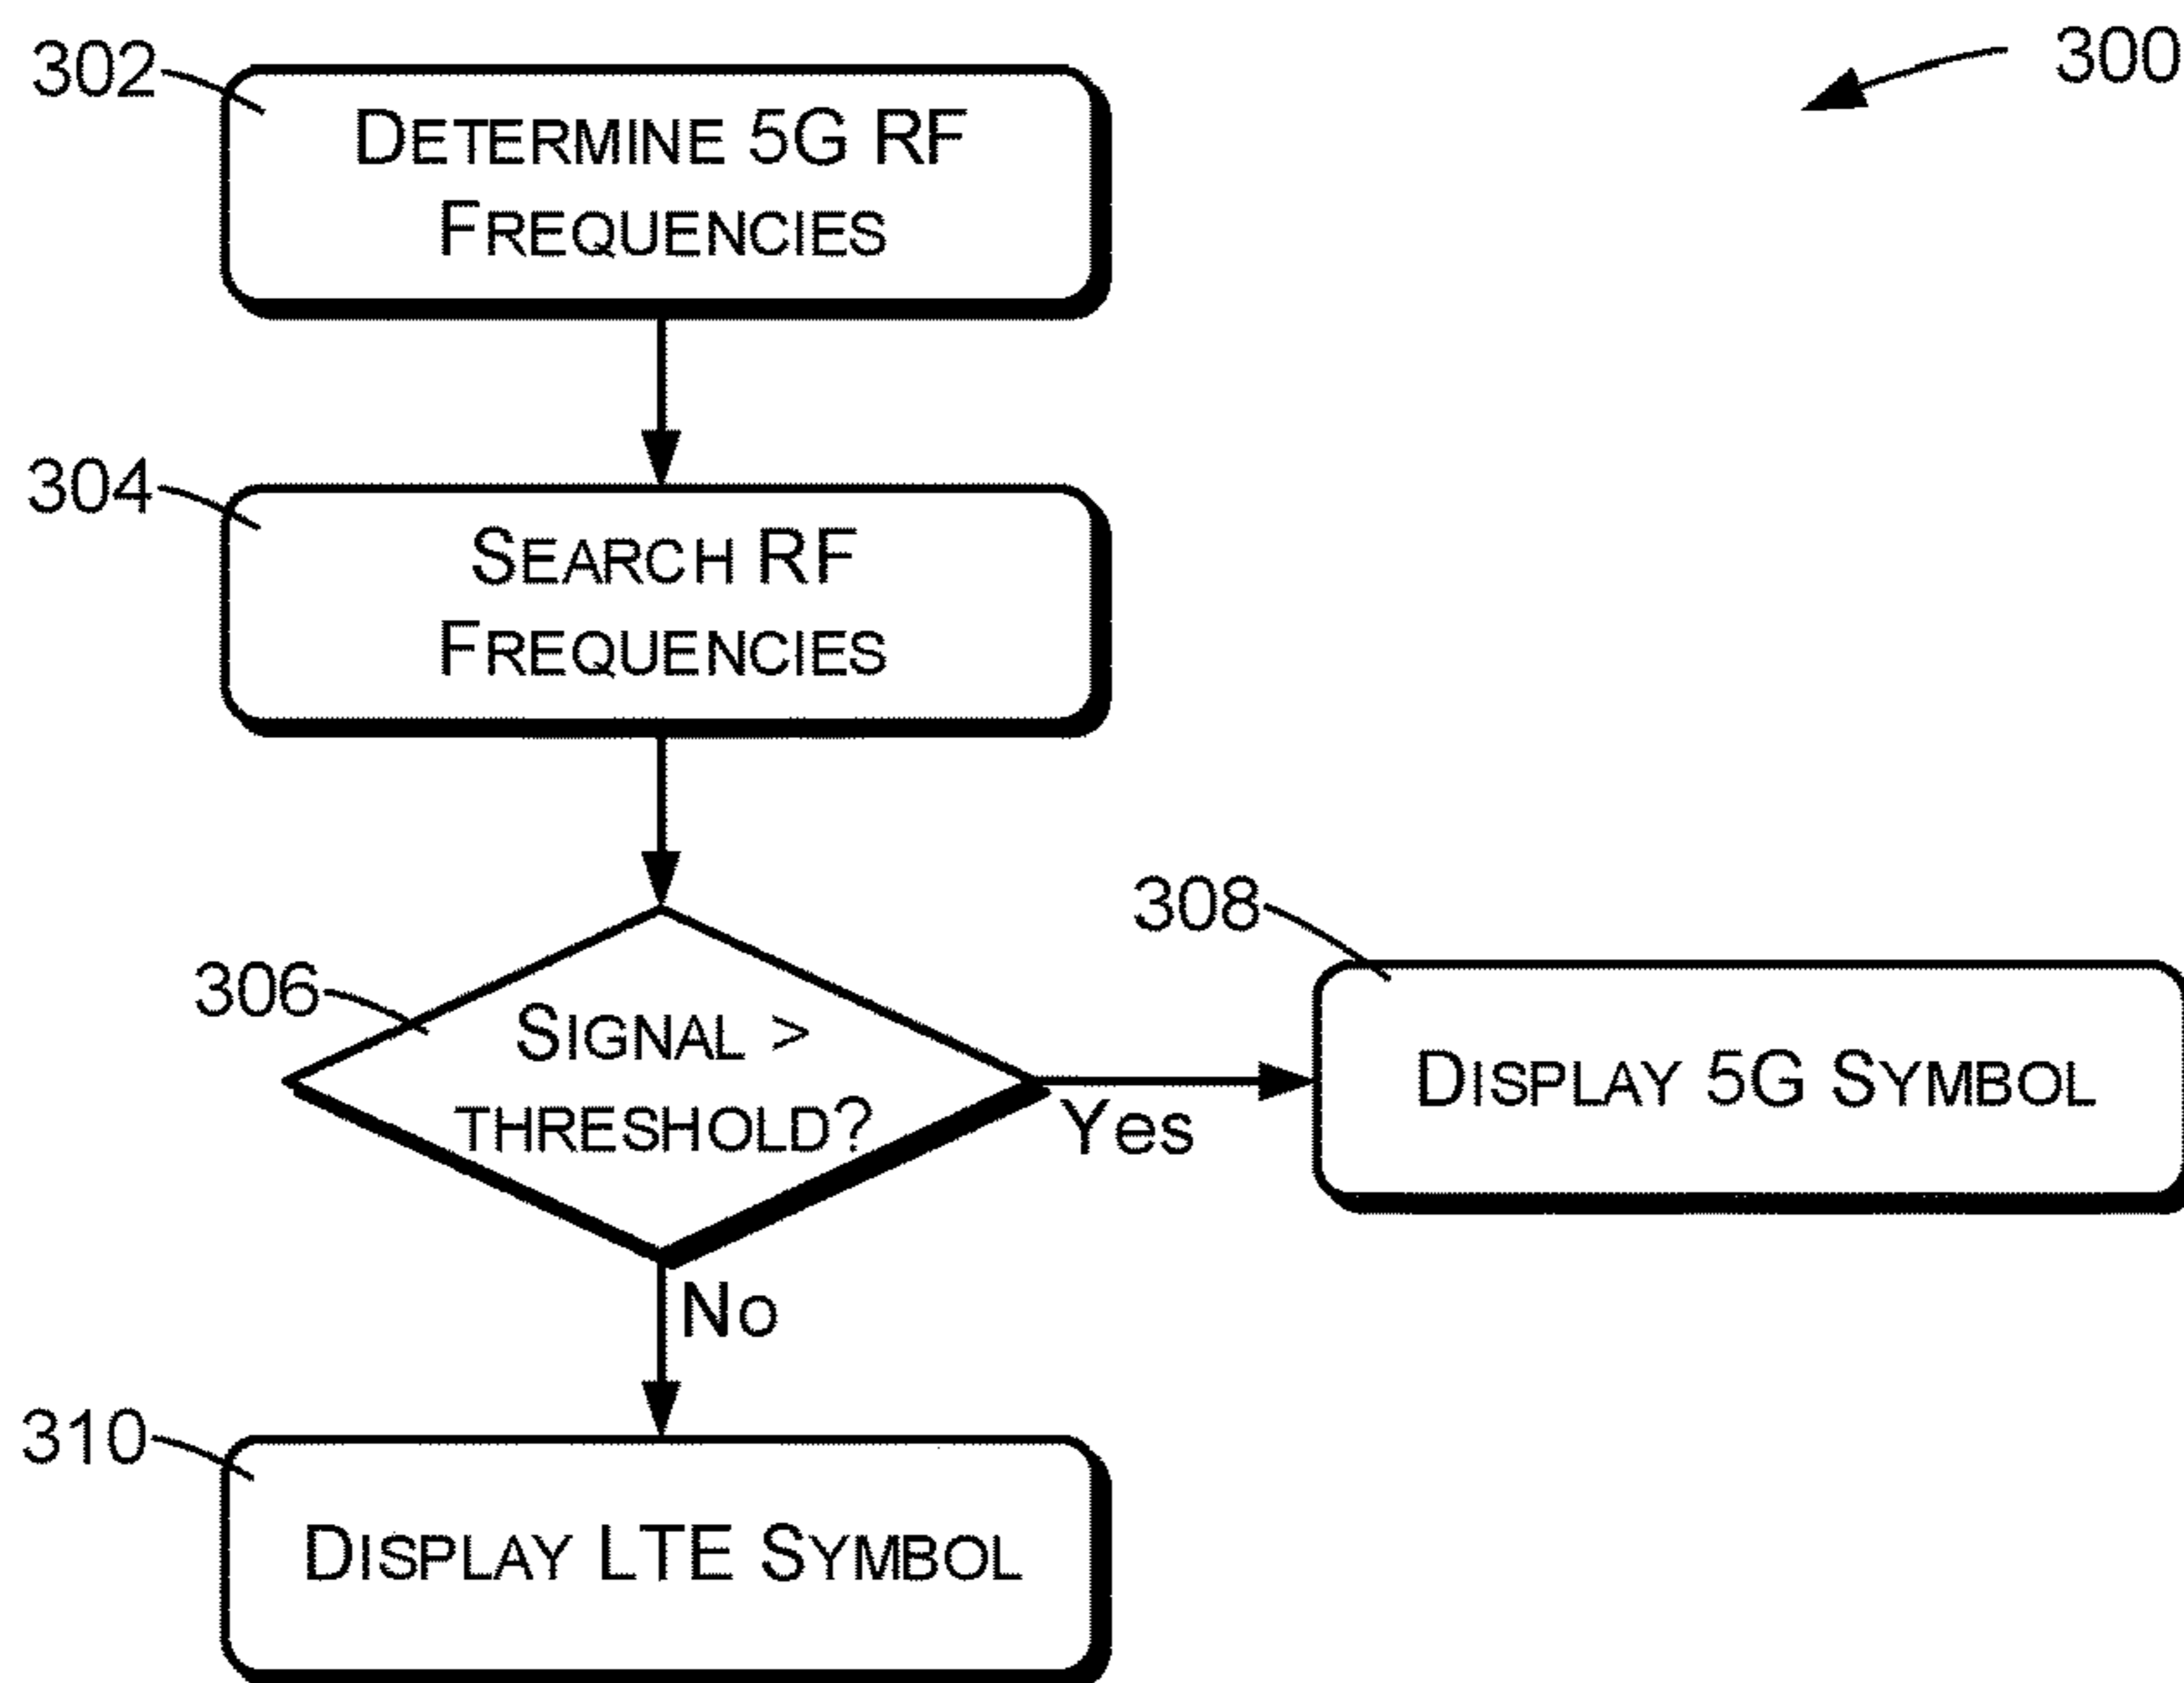 302
300
DETERMINE 5G RF
FREQUENCIES
304
SEARCH RF
FREQUENCIES
308
306
SIGNAL >
THRESHOLD?
DISPLAY 5G SYMBOL
Yes
No
310
DISPLAY LTE SYMBOL